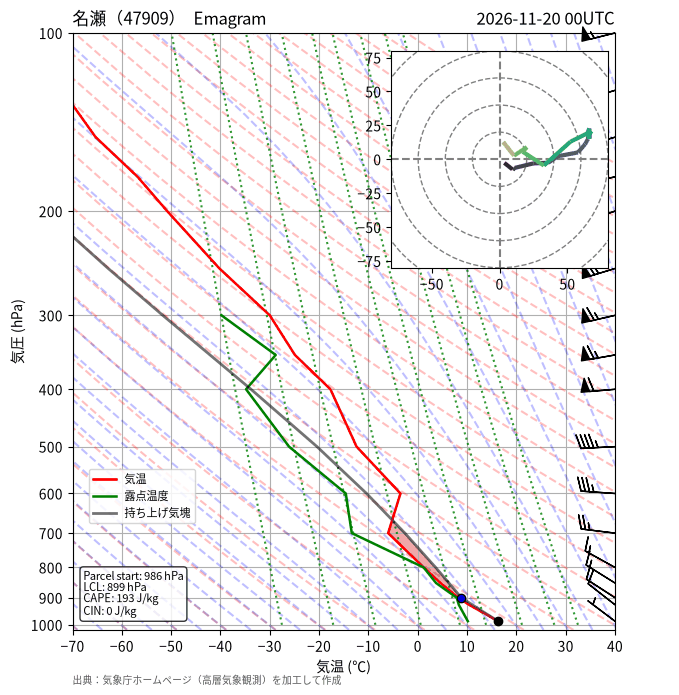 名瀬（47909） Emagram
2026-11-20 00UTC
100
200
300
400
500
600
700
800
900
1000
気圧 (hPa)
75
50
25
0
−25
−50
−75
−50
0
50
気温
露点温度
持ち上げ気塊
Parcel start: 986 hPa
LCL: 899 hPa
CAPE: 193 J/kg
CIN: 0 J/kg
−70
−60
−50
−40
−30
−20
−10
0
10
20
30
40
気温 (℃)
出典：気象庁ホームページ（高層気象観測）を加工して作成